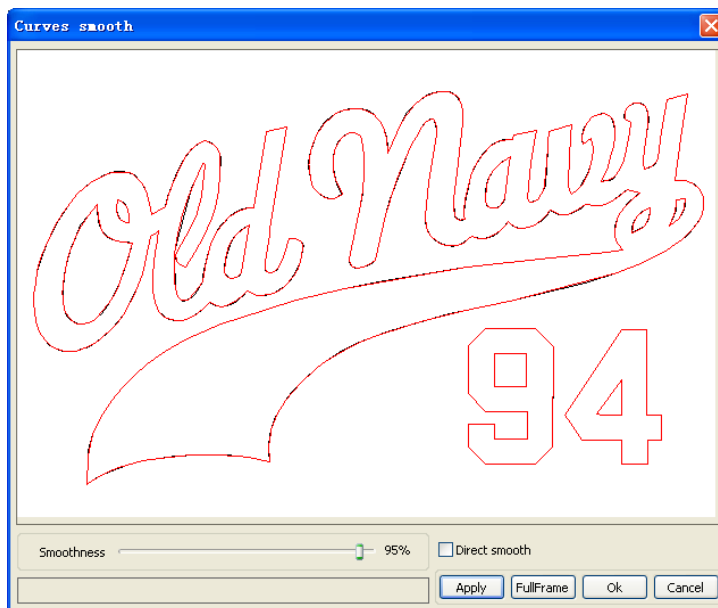 Curves smooth
Old Navy
94
Smoothness 95% Direct smooth
Apply FullFrame Ok Cancel